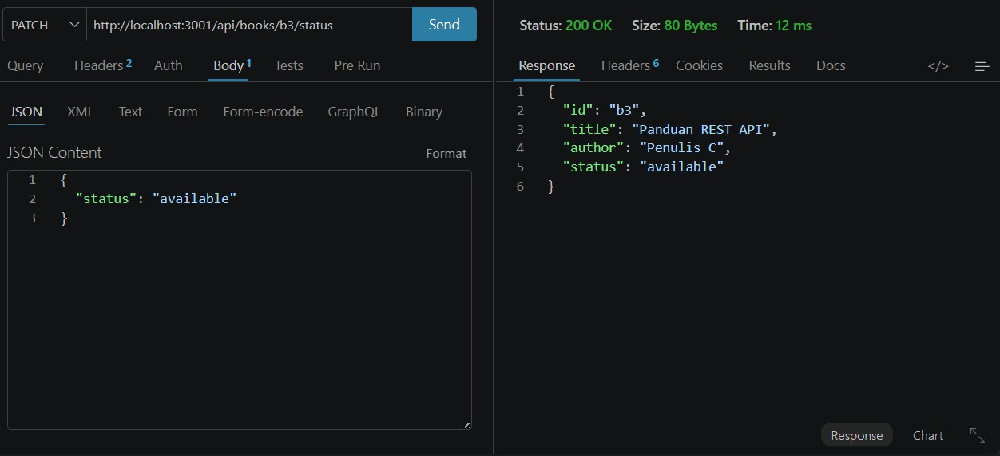 PATCH http://localhost:3001/api/books/b3/status Send
Query Headers 2 Auth Body 1 Tests Pre Run
JSON XML Text Form Form-encode GraphQL Binary
JSON Content Format
1 {
2 "status": "available"
3 }
Status: 200 OK Size: 80 Bytes Time: 12 ms
Response Headers 6 Cookies Results Docs </>
1 {
2 "id": "b3",
3 "title": "Panduan REST API",
4 "author": "Penulis C",
5 "status": "available"
6 }
Response Chart